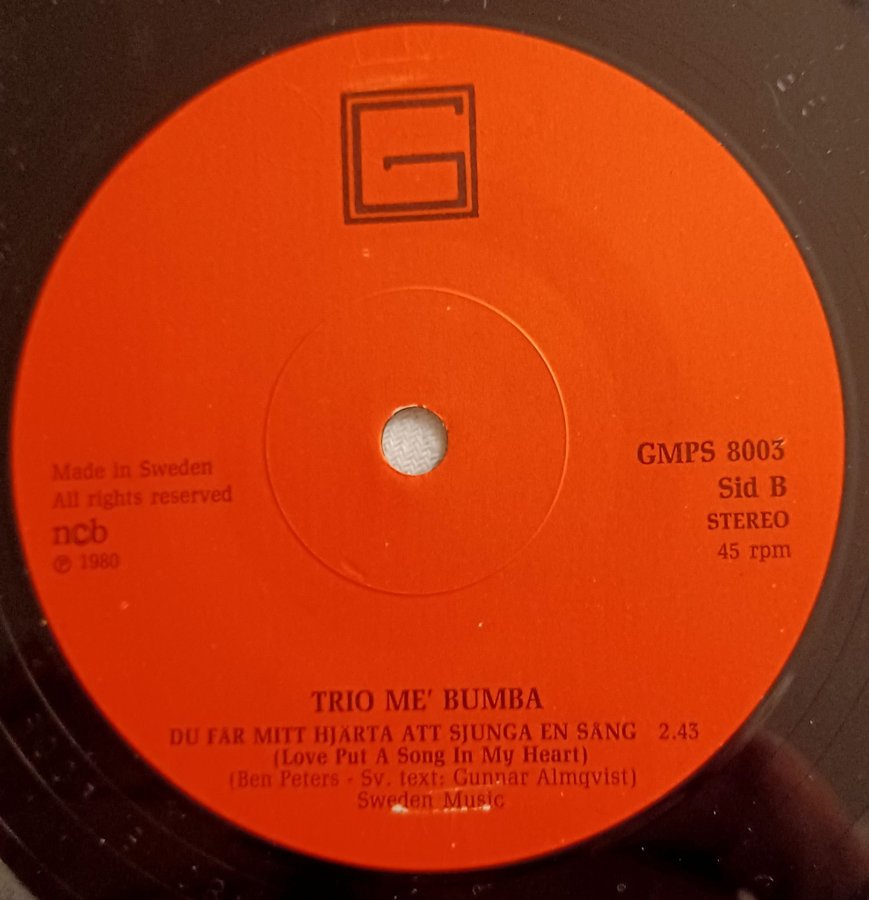 G
Made in Sweden
All rights reserved
ncb
℗ 1980
GMPS 8003
Sid B
STEREO
45 rpm
TRIO ME' BUMBA
DU FÅR MITT HJÄRTA ATT SJUNGA EN SÅNG 2.43
(Love Put A Song In My Heart)
(Ben Peters - Sv. text: Gunnar Almqvist)
Sweden Music